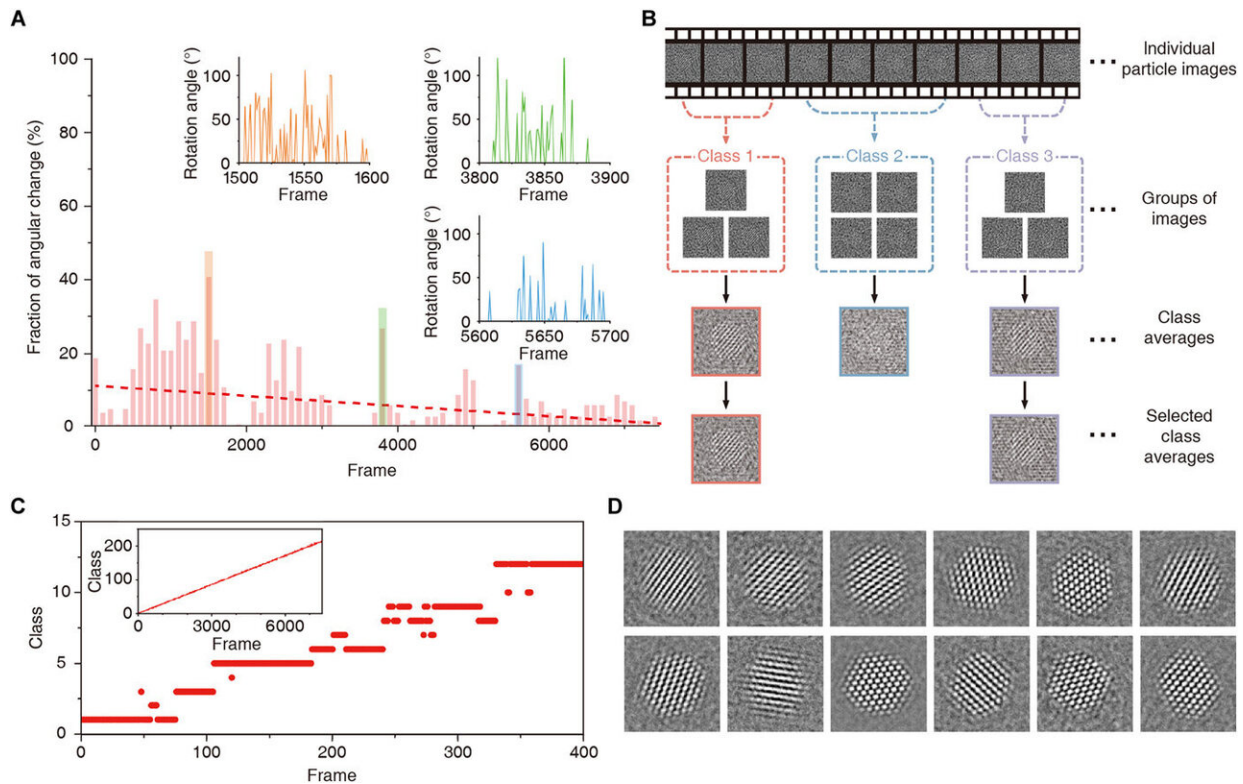 A
Fraction of angular change (%)
100
80
60
40
20
0
0 2000 4000 6000
Frame
Rotation angle (°)
100
50
0
1500 1550 1600
Frame
Rotation angle (°)
100
50
0
3800 3900
Frame
Rotation angle (°)
100
50
0
5600 5650 5700
Frame
B
Individual
particle images
Class 1 Class 2 Class 3
Groups of
images
Class
averages
Selected
class
averages
C
Class
15
10
5
0
0 100 200 300 400
Frame
Class
200
100
0
0 3000 6000
Frame
D